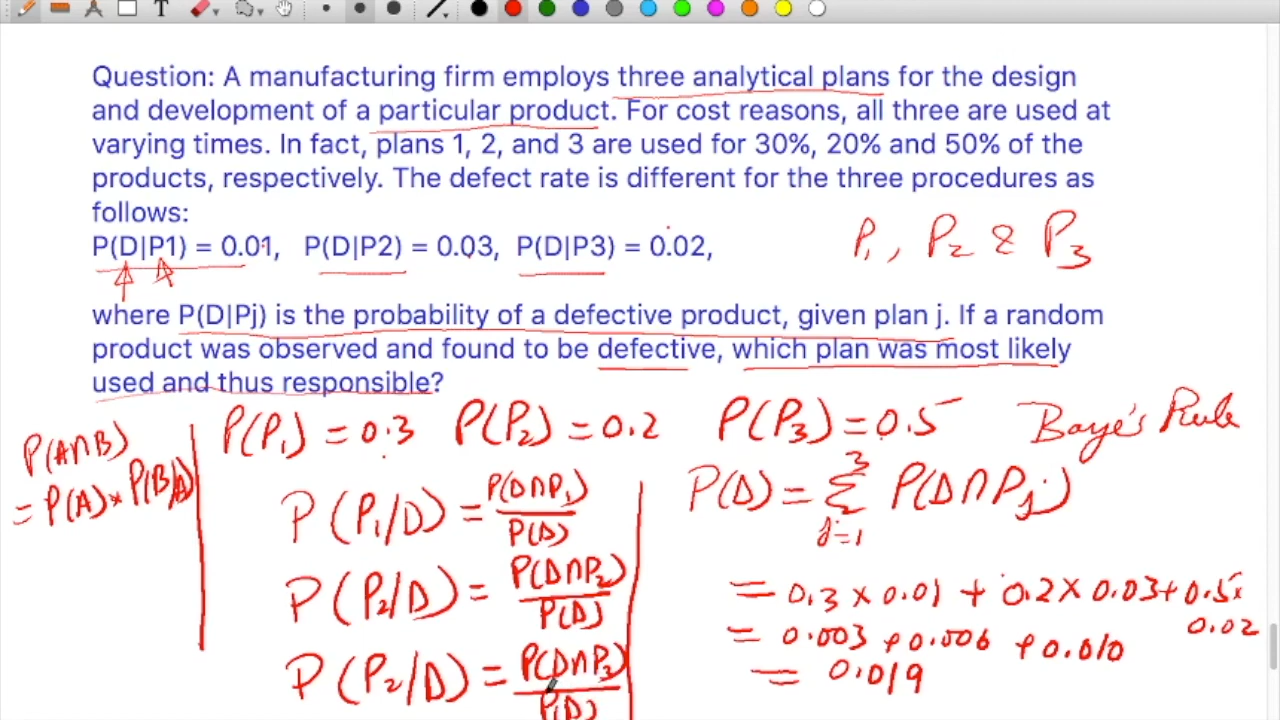 Question: A manufacturing firm employs three analytical plans for the design
and development of a particular product. For cost reasons, all three are used at
varying times. In fact, plans 1, 2, and 3 are used for 30%, 20% and 50% of the
products, respectively. The defect rate is different for the three procedures as
follows:
P(D|P1) = 0.01, P(D|P2) = 0.03, P(D|P3) = 0.02,
P₁, P₂ & P₃
where P(D|Pj) is the probability of a defective product, given plan j. If a random
product was observed and found to be defective, which plan was most likely
used and thus responsible?
P(A∩B)
= P(A) × P(B/A)
P(P₁) = 0.3 P(P₂) = 0.2 P(P₃) = 0.5
Baye's Rule
P(P₁/D) = P(D∩P₁)/P(D)
P(P₂/D) = P(D∩P₂)/P(D)
P(P₂/D) = P(D∩P₃)/P(D)
P(D) = Σ³ⱼ₌₁ P(D∩Pⱼ)
= 0.3 × 0.01 + 0.2 × 0.03 + 0.5 ×
0.02
= 0.003 + 0.006 + 0.010
= 0.019
T